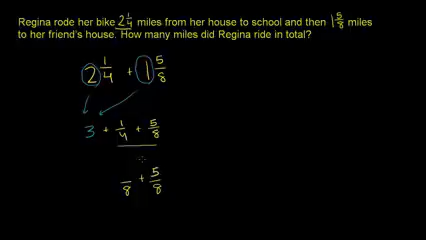 Regina rode her bike 2 1/4 miles from her house to school and then 1 5/8 miles
to her friend's house. How many miles did Regina ride in total?
2 1/4 + 1 5/8
3 + 1/4 + 5/8
/8 + 5/8